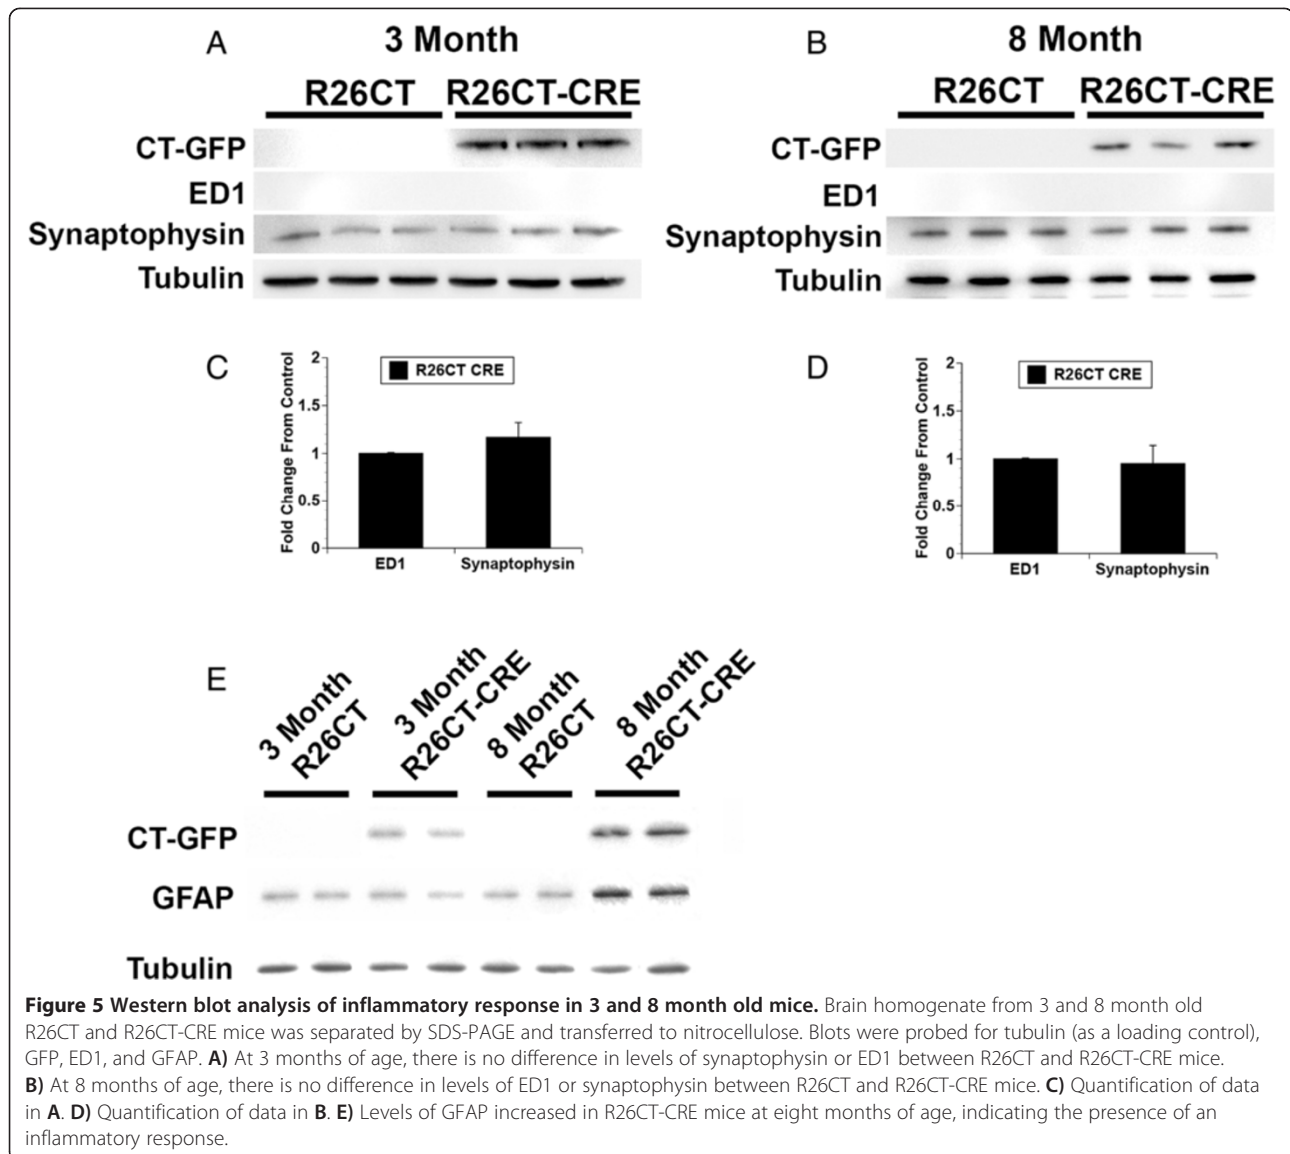 A
3 Month
R26CT R26CT-CRE
CT-GFP
ED1
Synaptophysin
Tubulin
B
8 Month
R26CT R26CT-CRE
CT-GFP
ED1
Synaptophysin
Tubulin
C
Fold Change From Control
2
1.5
1
0.5
0
R26CT CRE
ED1 Synaptophysin
D
Fold Change From Control
2
1.5
1
0.5
0
R26CT CRE
ED1 Synaptophysin
E
3 Month
R26CT
3 Month
R26CT-CRE
8 Month
R26CT
8 Month
R26CT-CRE
CT-GFP
GFAP
Tubulin
Figure 5 Western blot analysis of inflammatory response in 3 and 8 month old mice. Brain homogenate from 3 and 8 month old
R26CT and R26CT-CRE mice was separated by SDS-PAGE and transferred to nitrocellulose. Blots were probed for tubulin (as a loading control),
GFP, ED1, and GFAP. A) At 3 months of age, there is no difference in levels of synaptophysin or ED1 between R26CT and R26CT-CRE mice.
B) At 8 months of age, there is no difference in levels of ED1 or synaptophysin between R26CT and R26CT-CRE mice. C) Quantification of data
in A. D) Quantification of data in B. E) Levels of GFAP increased in R26CT-CRE mice at eight months of age, indicating the presence of an
inflammatory response.